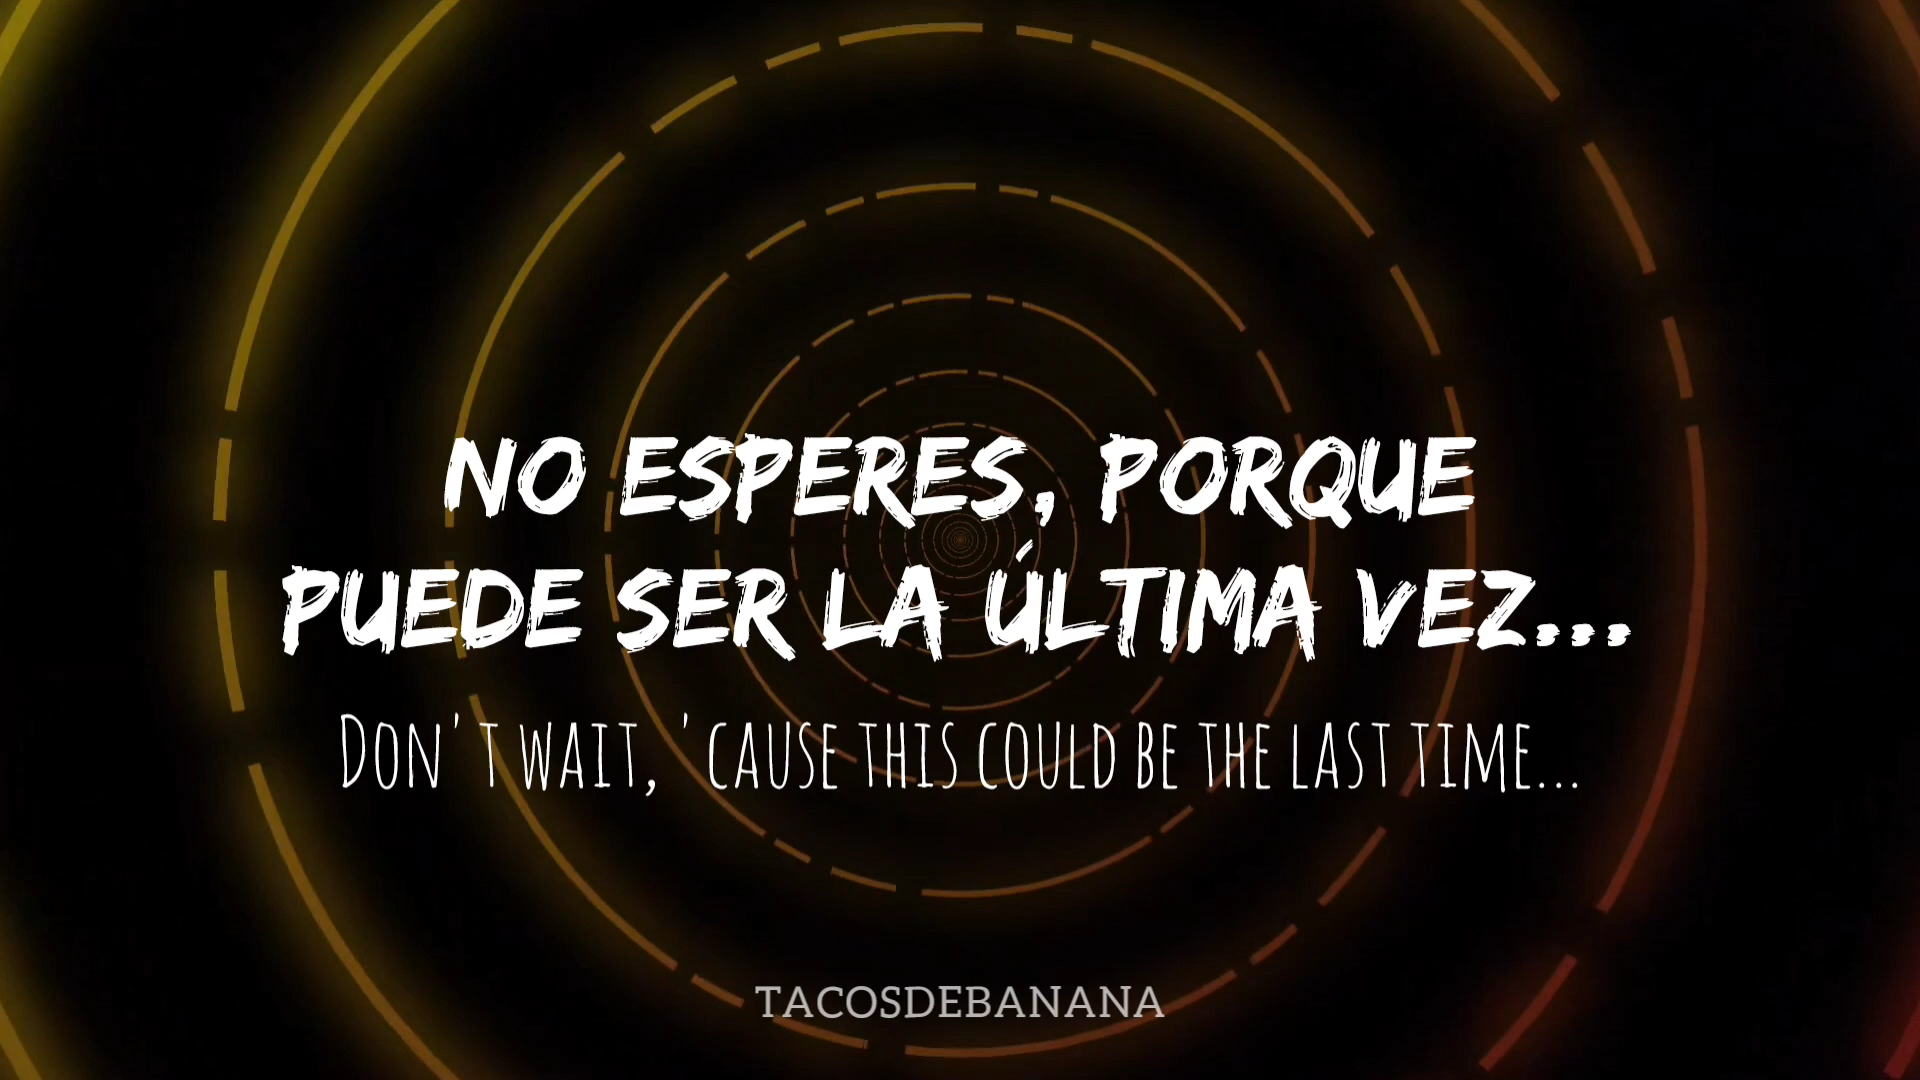 NO ESPERES, PORQUE
PUEDE SER LA ÚLTIMA VEZ...
DON'T WAIT, 'CAUSE THIS COULD BE THE LAST TIME...
TACOSDEBANANA